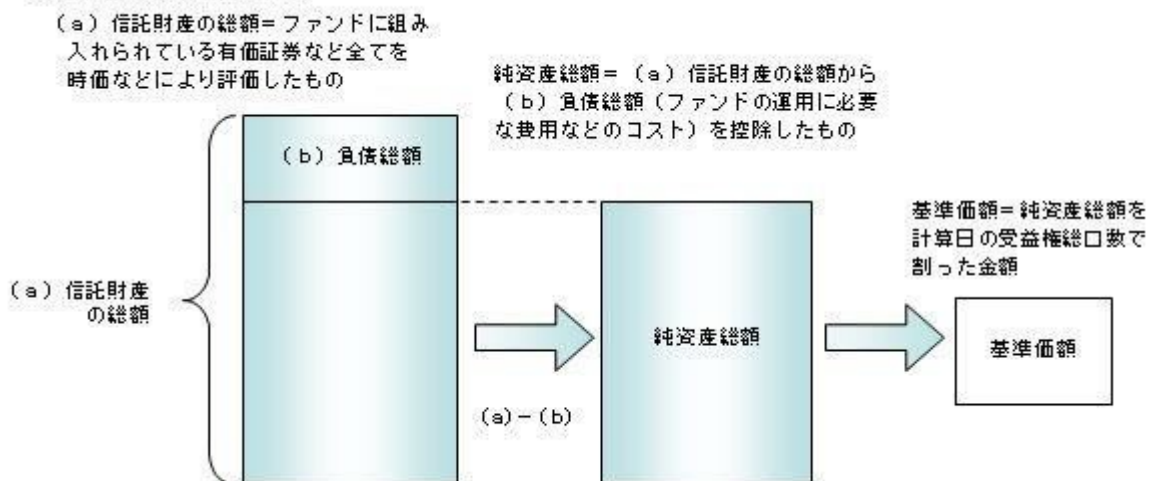 (a) 信託財産の総額=ファンドに組み
入れられている有価証券など全てを
時価などにより評価したもの
純資産総額= (a) 信託財産の総額から
(b) 負債総額(ファンドの運用に必要
な費用などのコスト)を控除したもの
(b) 負債総額
基準価額=純資産総額を
計算日の受益権総口数で
割った金額
(a) 信託財産
の総額
純資産総額
基準価額
(a)-(b)